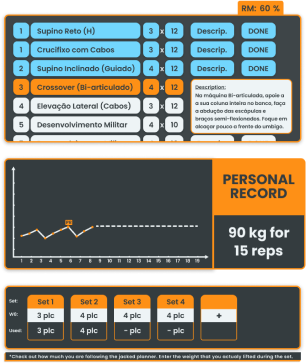 RM: 60 %
1 Supino Reto (H) 3 x 12 Descrip. DONE
1 Crucifixo com Cabos 3 x 12 Descrip. DONE
2 Supino Inclinado (Guiado) 4 x 12 Descrip. DONE
3 Crossover (Bi-articulado) 4 x 12
Description:
Na máquina Bi-articulado, apoie a
a sua coluna inteira no banco, faça
a abdução das escápulas e
braços semi-flexionados. Foque em
alcaçar pouco a frente do umbigo.
4 Elevação Lateral (Cabos) 3 x 12
5 Desenvolvimento Militar 4 x 10
PERSONAL
RECORD
90 kg for
15 reps
PR
1 2 3 4 5 6 7 8 9 10 11 12 13 14 15 16 17 18 19
Set: Set 1 Set 2 Set 3 Set 4
WS: 3 plc 4 plc 4 plc 4 plc +
Used: 3 plc 4 plc - plc - plc
*Check out how much you are following the jacked planner. Enter the weight that you actually lifted during the set.